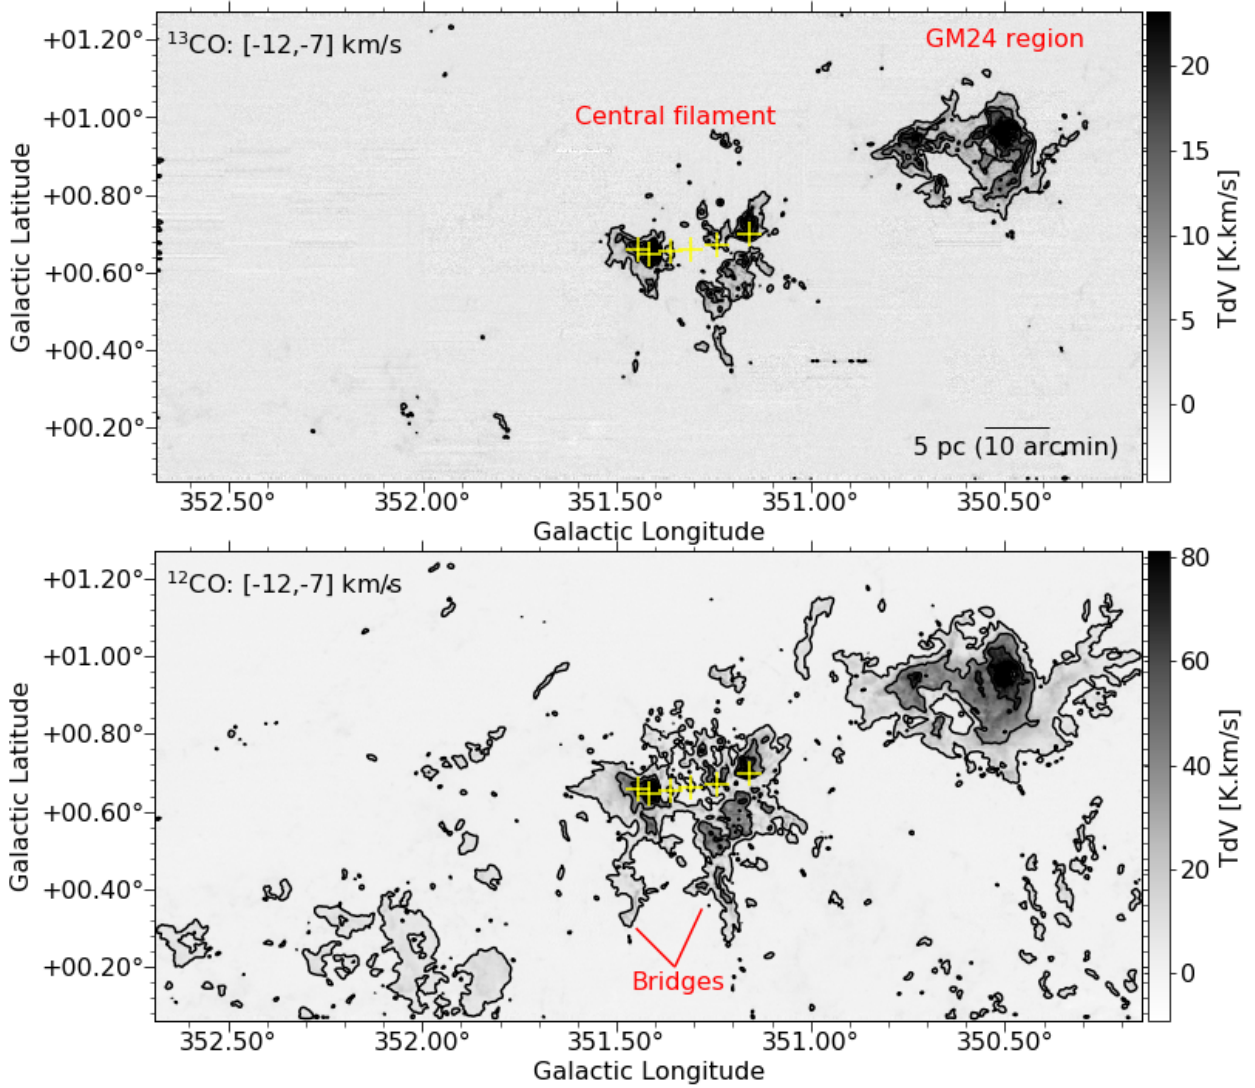 ¹³CO: [-12,-7] km/s
GM24 region
Central filament
+01.20°
+01.00°
+00.80°
+00.60°
+00.40°
+00.20°
Galactic Latitude
5 pc (10 arcmin)
352.50° 352.00° 351.50° 351.00° 350.50°
Galactic Longitude
20
15
10
5
0
TdV [K.km/s]
¹²CO: [-12,-7] km/s
+01.20°
+01.00°
+00.80°
+00.60°
+00.40°
+00.20°
Galactic Latitude
Bridges
352.50° 352.00° 351.50° 351.00° 350.50°
Galactic Longitude
80
60
40
20
0
TdV [K.km/s]